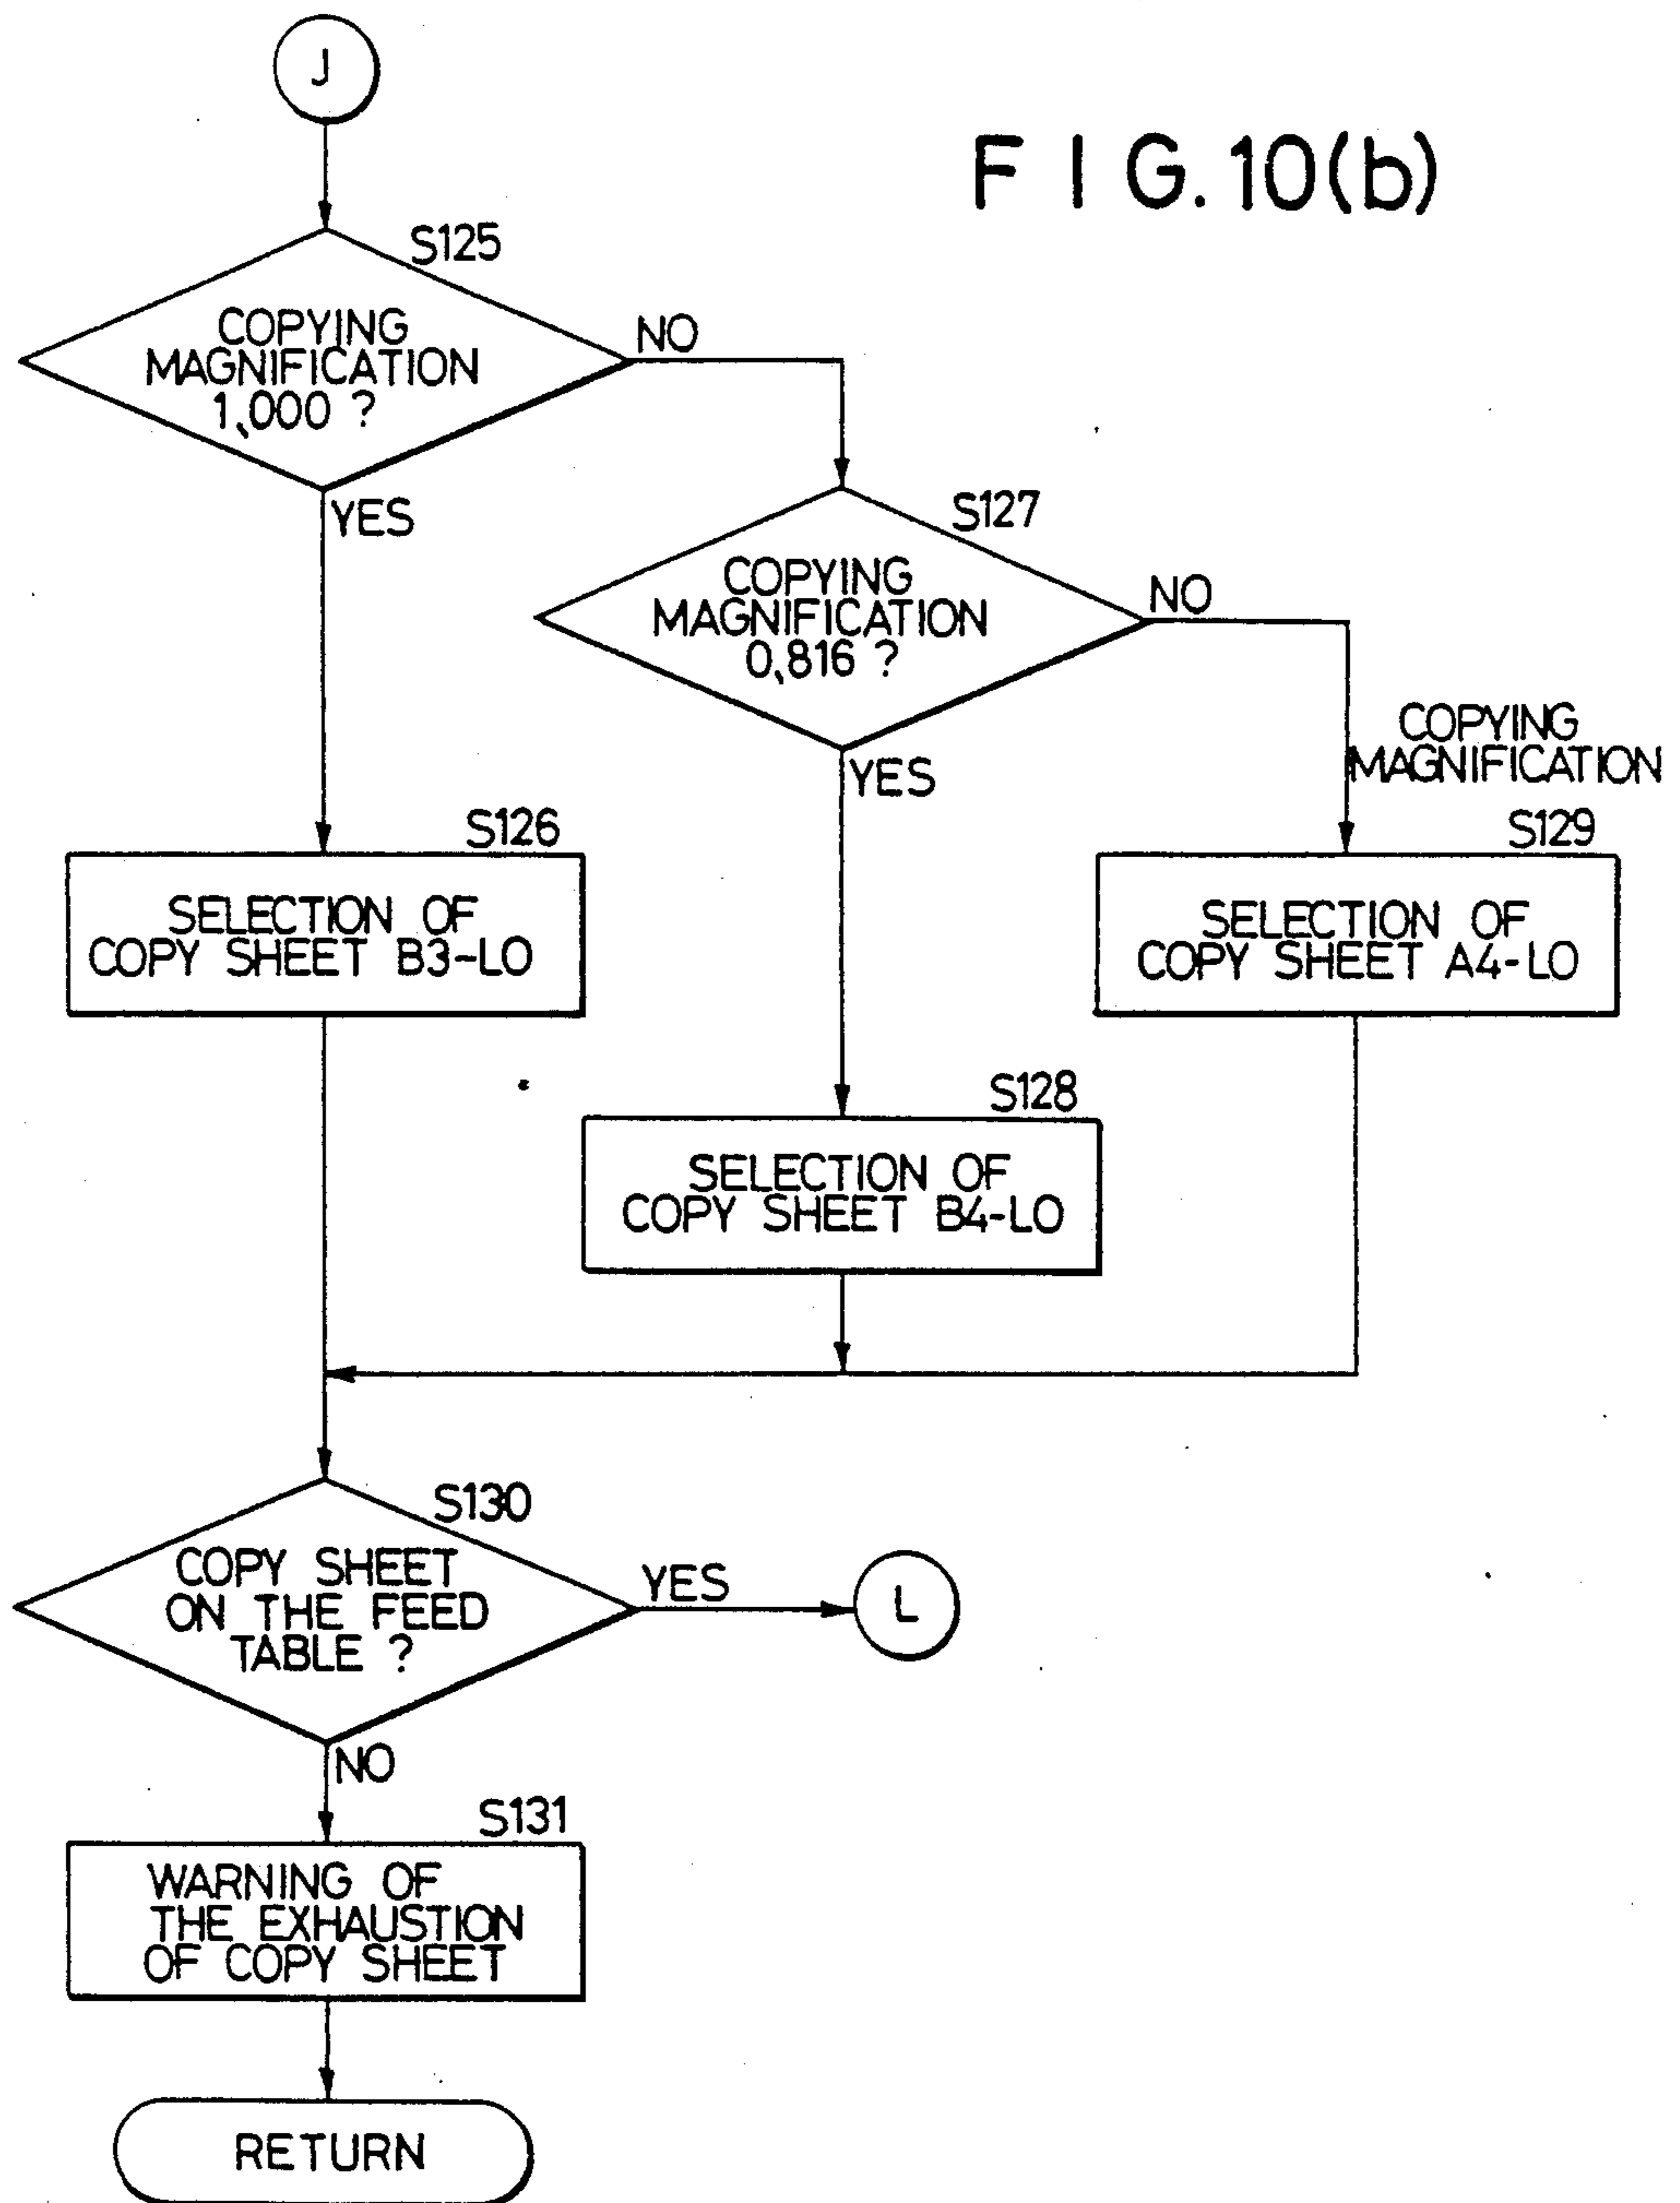 J
F I G. 10(b)
S125
COPYING
MAGNIFICATION
1,000 ?
NO
YES
S127
COPYING
MAGNIFICATION
0,816 ?
NO
YES
COPYING
MAGNIFICATION
S126
SELECTION OF
COPY SHEET B3-LO
S129
SELECTION OF
COPY SHEET A4-LO
S128
SELECTION OF
COPY SHEET B4-LO
S130
COPY SHEET
ON THE FEED
TABLE ?
YES
L
NO
S131
WARNING OF
THE EXHAUSTION
OF COPY SHEET
RETURN